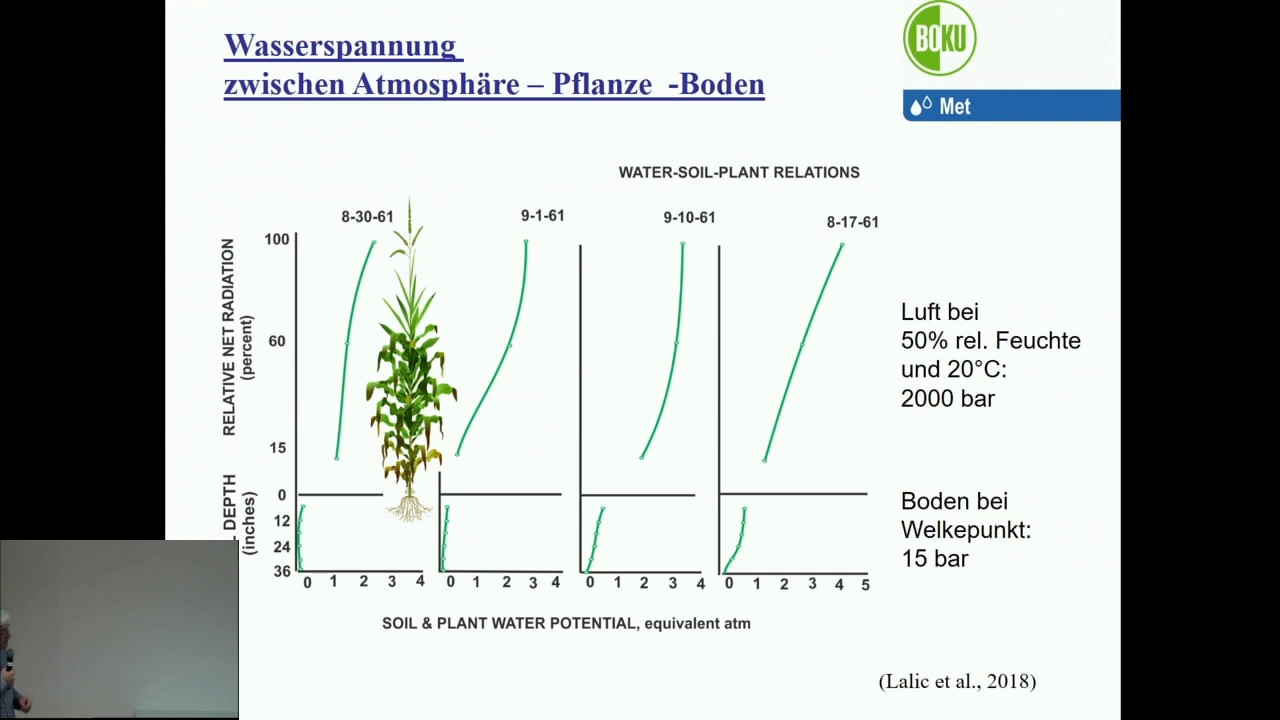 Wasserspannung
zwischen Atmosphäre – Pflanze -Boden
BOKU
Met
WATER-SOIL-PLANT RELATIONS
8-30-61
9-1-61
9-10-61
8-17-61
RELATIVE NET RADIATION
(percent)
100
60
15
DEPTH
(inches)
0
12
24
36
0 1 2 3 4
0 1 2 3 4
0 1 2 3 4
0 1 2 3 4 5
SOIL & PLANT WATER POTENTIAL, equivalent atm
Luft bei
50% rel. Feuchte
und 20°C:
2000 bar
Boden bei
Welkepunkt:
15 bar
(Lalic et al., 2018)